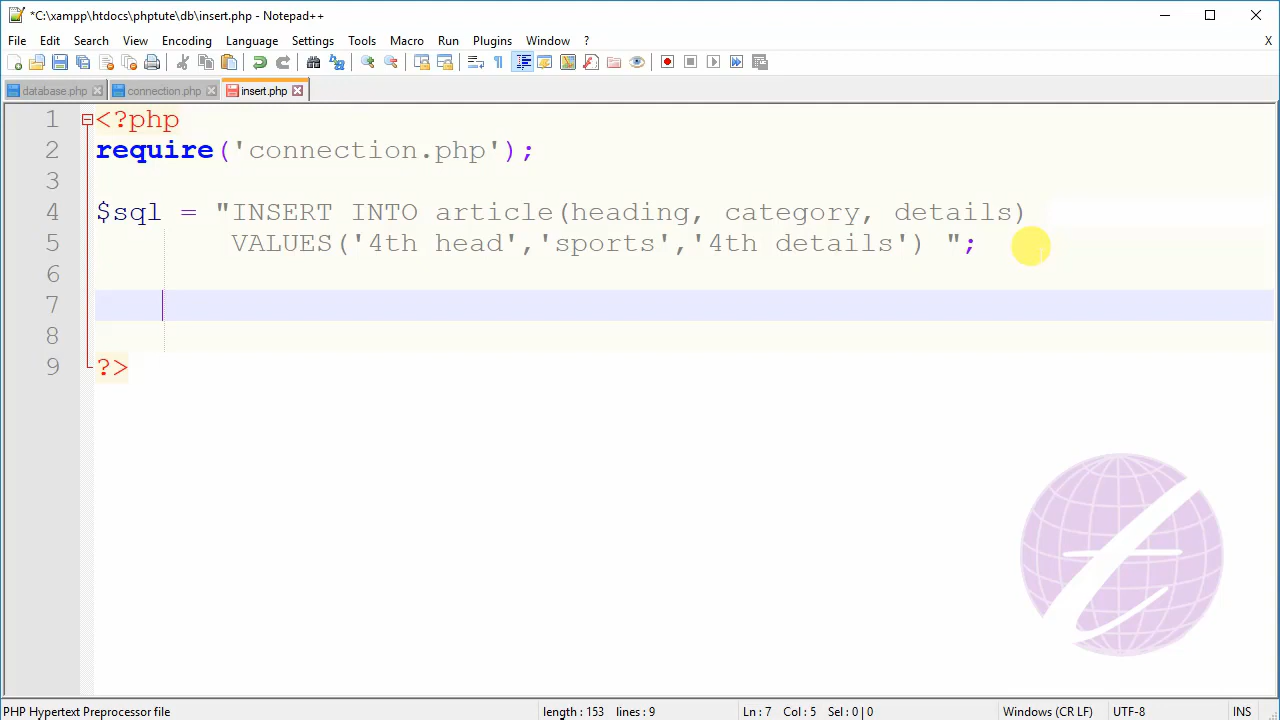 *C:\xampp\htdocs\phptute\db\insert.php - Notepad++
File Edit Search View Encoding Language Settings Tools Macro Run Plugins Window ? X
database.php connection.php insert.php
1 <?php
2 require('connection.php');
3
4 $sql = "INSERT INTO article(heading, category, details)
5 VALUES('4th head','sports','4th details') ";
6
7
8
9 ?>
PHP Hypertext Preprocessor file length : 153 lines : 9 Ln : 7 Col : 5 Sel : 0 | 0 Windows (CR LF) UTF-8 INS